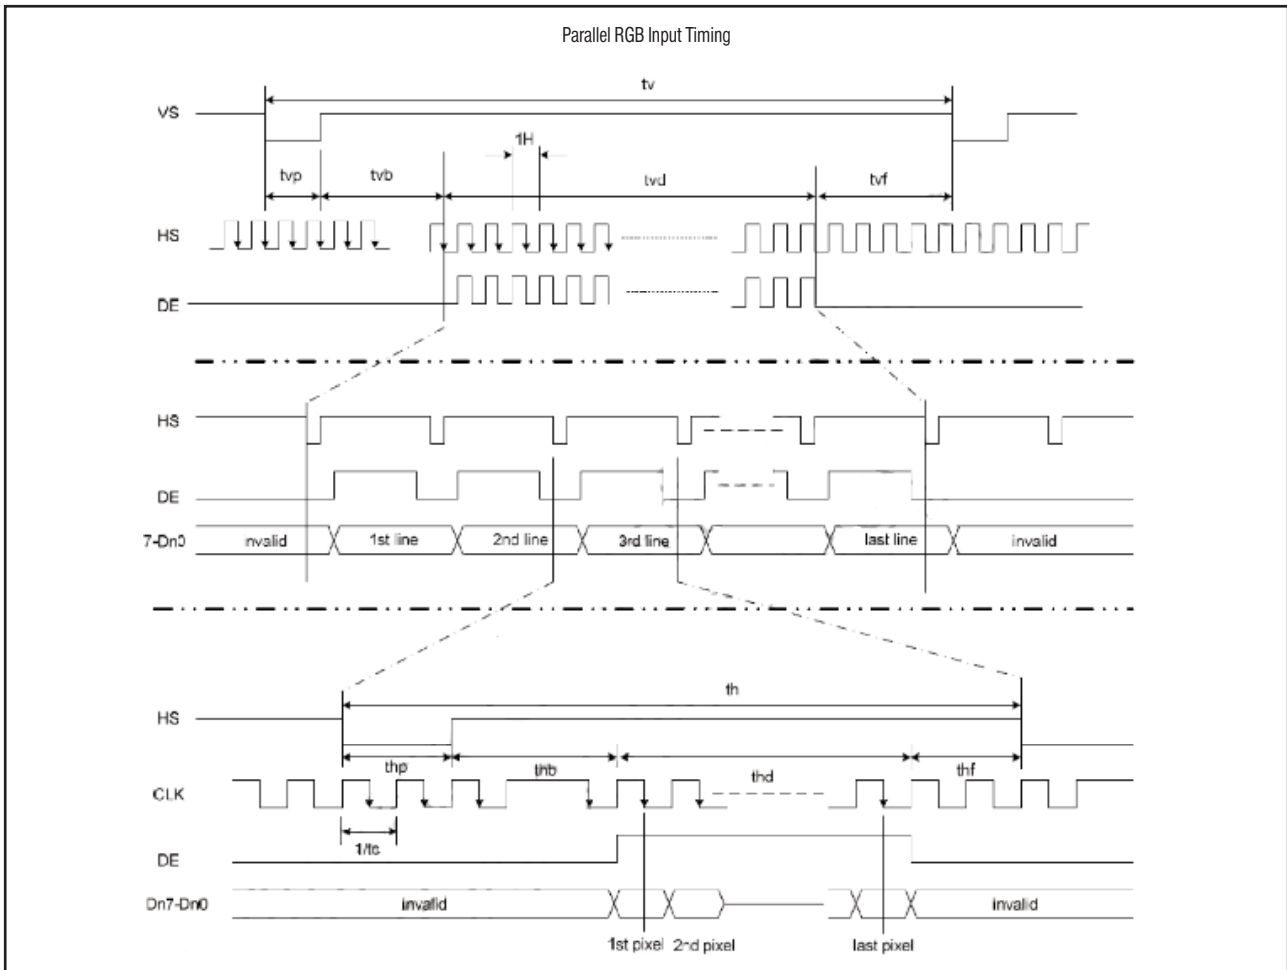 Parallel RGB Input Timing
tv
VS
1H
tvp
tvb
tvd
tvf
HS
DE
HS
DE
7-Dn0
invalid
1st line
2nd line
3rd line
last line
invalid
th
HS
thp
thb
thd
thf
CLK
1/tc
DE
Dn7-Dn0
invalid
invalid
1st pixel
2nd pixel
last pixel